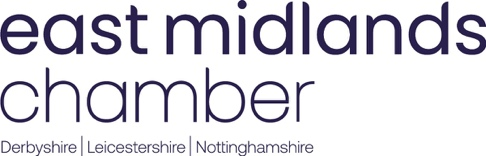 east midlands
chamber
Derbyshire | Leicestershire | Nottinghamshire